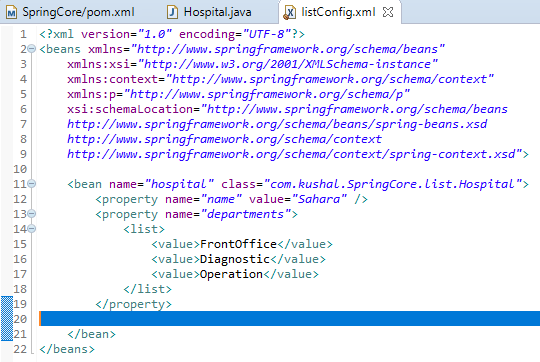 SpringCore/pom.xml Hospital.java listConfig.xml
1 <?xml version="1.0" encoding="UTF-8"?>
2 <beans xmlns="http://www.springframework.org/schema/beans"
3 xmlns:xsi="http://www.w3.org/2001/XMLSchema-instance"
4 xmlns:context="http://www.springframework.org/schema/context"
5 xmlns:p="http://www.springframework.org/schema/p"
6 xsi:schemaLocation="http://www.springframework.org/schema/beans
7 http://www.springframework.org/schema/beans/spring-beans.xsd
8 http://www.springframework.org/schema/context
9 http://www.springframework.org/schema/context/spring-context.xsd">
10
11 <bean name="hospital" class="com.kushal.SpringCore.list.Hospital">
12 <property name="name" value="Sahara" />
13 <property name="departments">
14 <list>
15 <value>FrontOffice</value>
16 <value>Diagnostic</value>
17 <value>Operation</value>
18 </list>
19 </property>
20
21 </bean>
22 </beans>